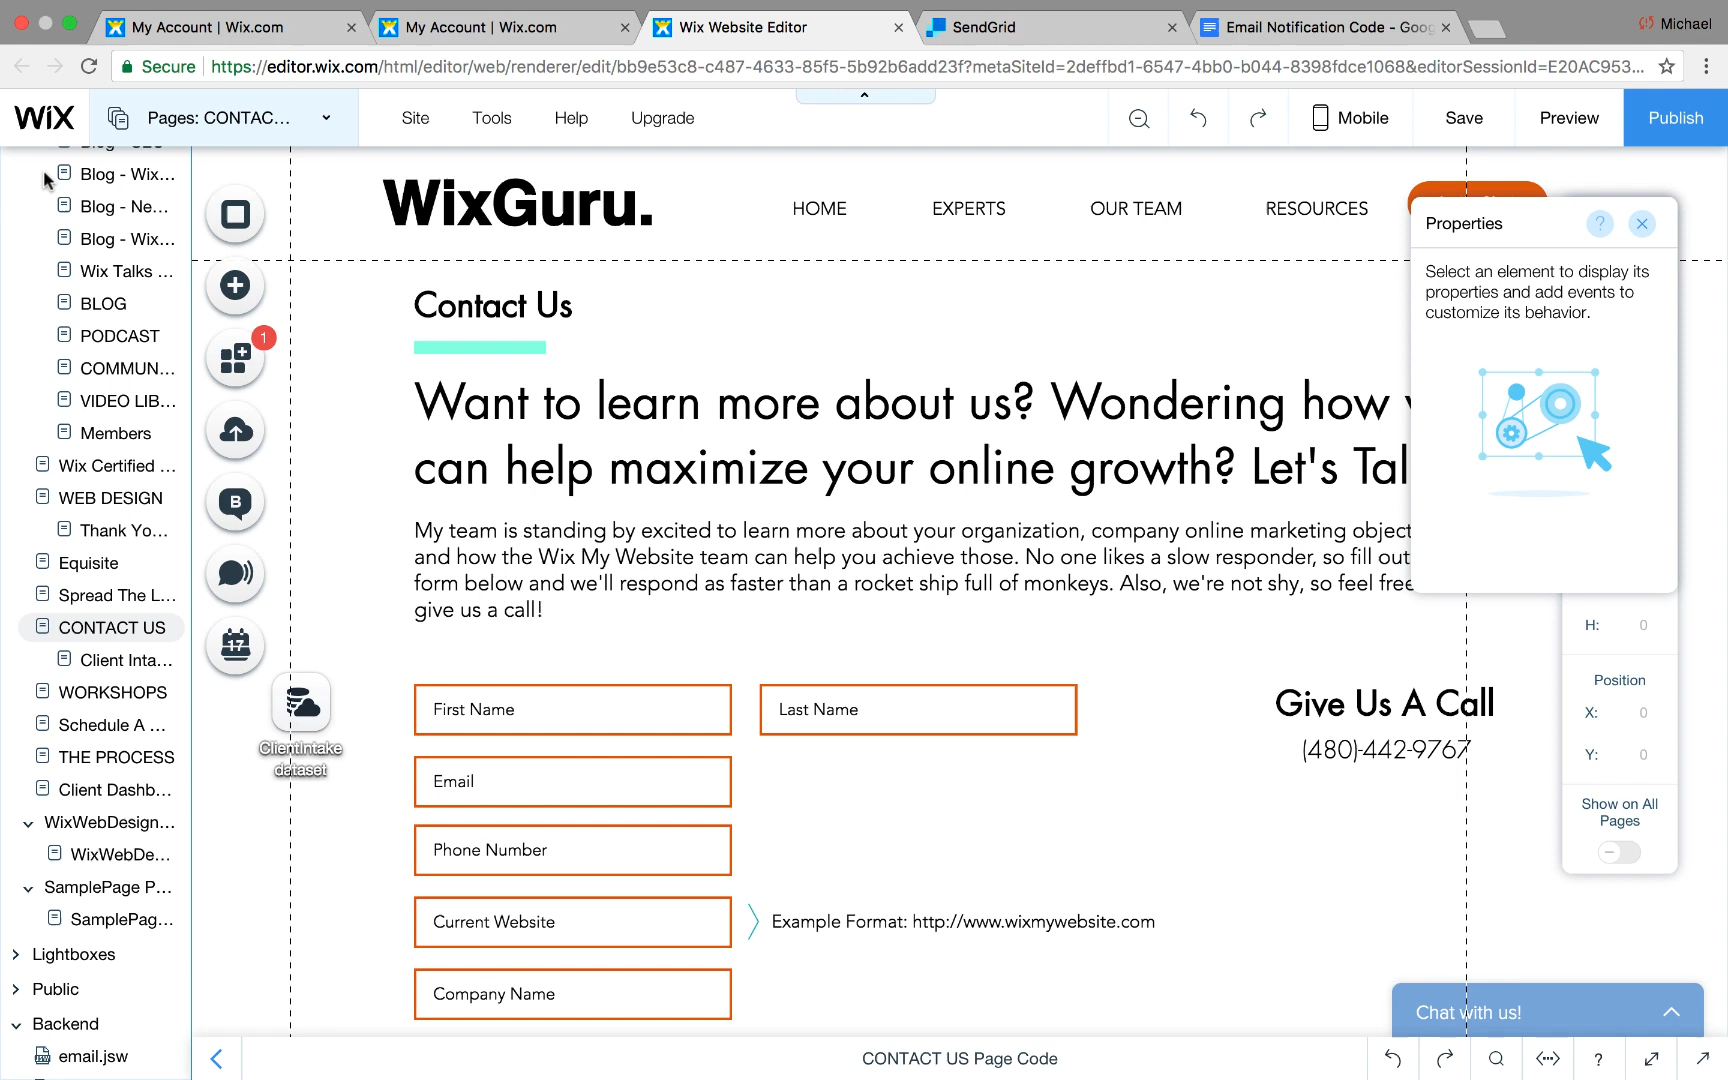 My Account | Wix.com
My Account | Wix.com
Wix Website Editor
SendGrid
Email Notification Code - Goog
Michael
Secure
https://editor.wix.com/html/editor/web/renderer/edit/bb9e53c8-c487-4633-85f5-5b92b6add23f?metaSiteId=2deffbd1-6547-4bb0-b044-8398fdce1068&editorSessionId=E20AC953...
WiX
Pages: CONTAC...
Site
Tools
Help
Upgrade
Mobile
Save
Preview
Publish
Blog - Wix...
Blog - Ne...
Blog - Wix...
Wix Talks ...
BLOG
PODCAST
COMMUN...
VIDEO LIB...
Members
Wix Certified ...
WEB DESIGN
Thank Yo...
Equisite
Spread The L...
CONTACT US
Client Inta...
WORKSHOPS
Schedule A ...
THE PROCESS
Client Dashb...
WixWebDesign...
WixWebDe...
SamplePage P...
SamplePag...
Lightboxes
Public
Backend
email.jsw
1
B
17
ClientIntake
dataset
WixGuru.
HOME
EXPERTS
OUR TEAM
RESOURCES
Contact Us
Want to learn more about us? Wondering how
can help maximize your online growth? Let's Tal
My team is standing by excited to learn more about your organization, company online marketing object
and how the Wix My Website team can help you achieve those. No one likes a slow responder, so fill out
form below and we'll respond as faster than a rocket ship full of monkeys. Also, we're not shy, so feel free
give us a call!
First Name
Last Name
Email
Phone Number
Current Website
Example Format: http://www.wixmywebsite.com
Company Name
Give Us A Call
(480)-442-9767
Properties
?
Select an element to display its
properties and add events to
customize its behavior.
H: 0
Position
X: 0
Y: 0
Show on All
Pages
Chat with us!
CONTACT US Page Code
?